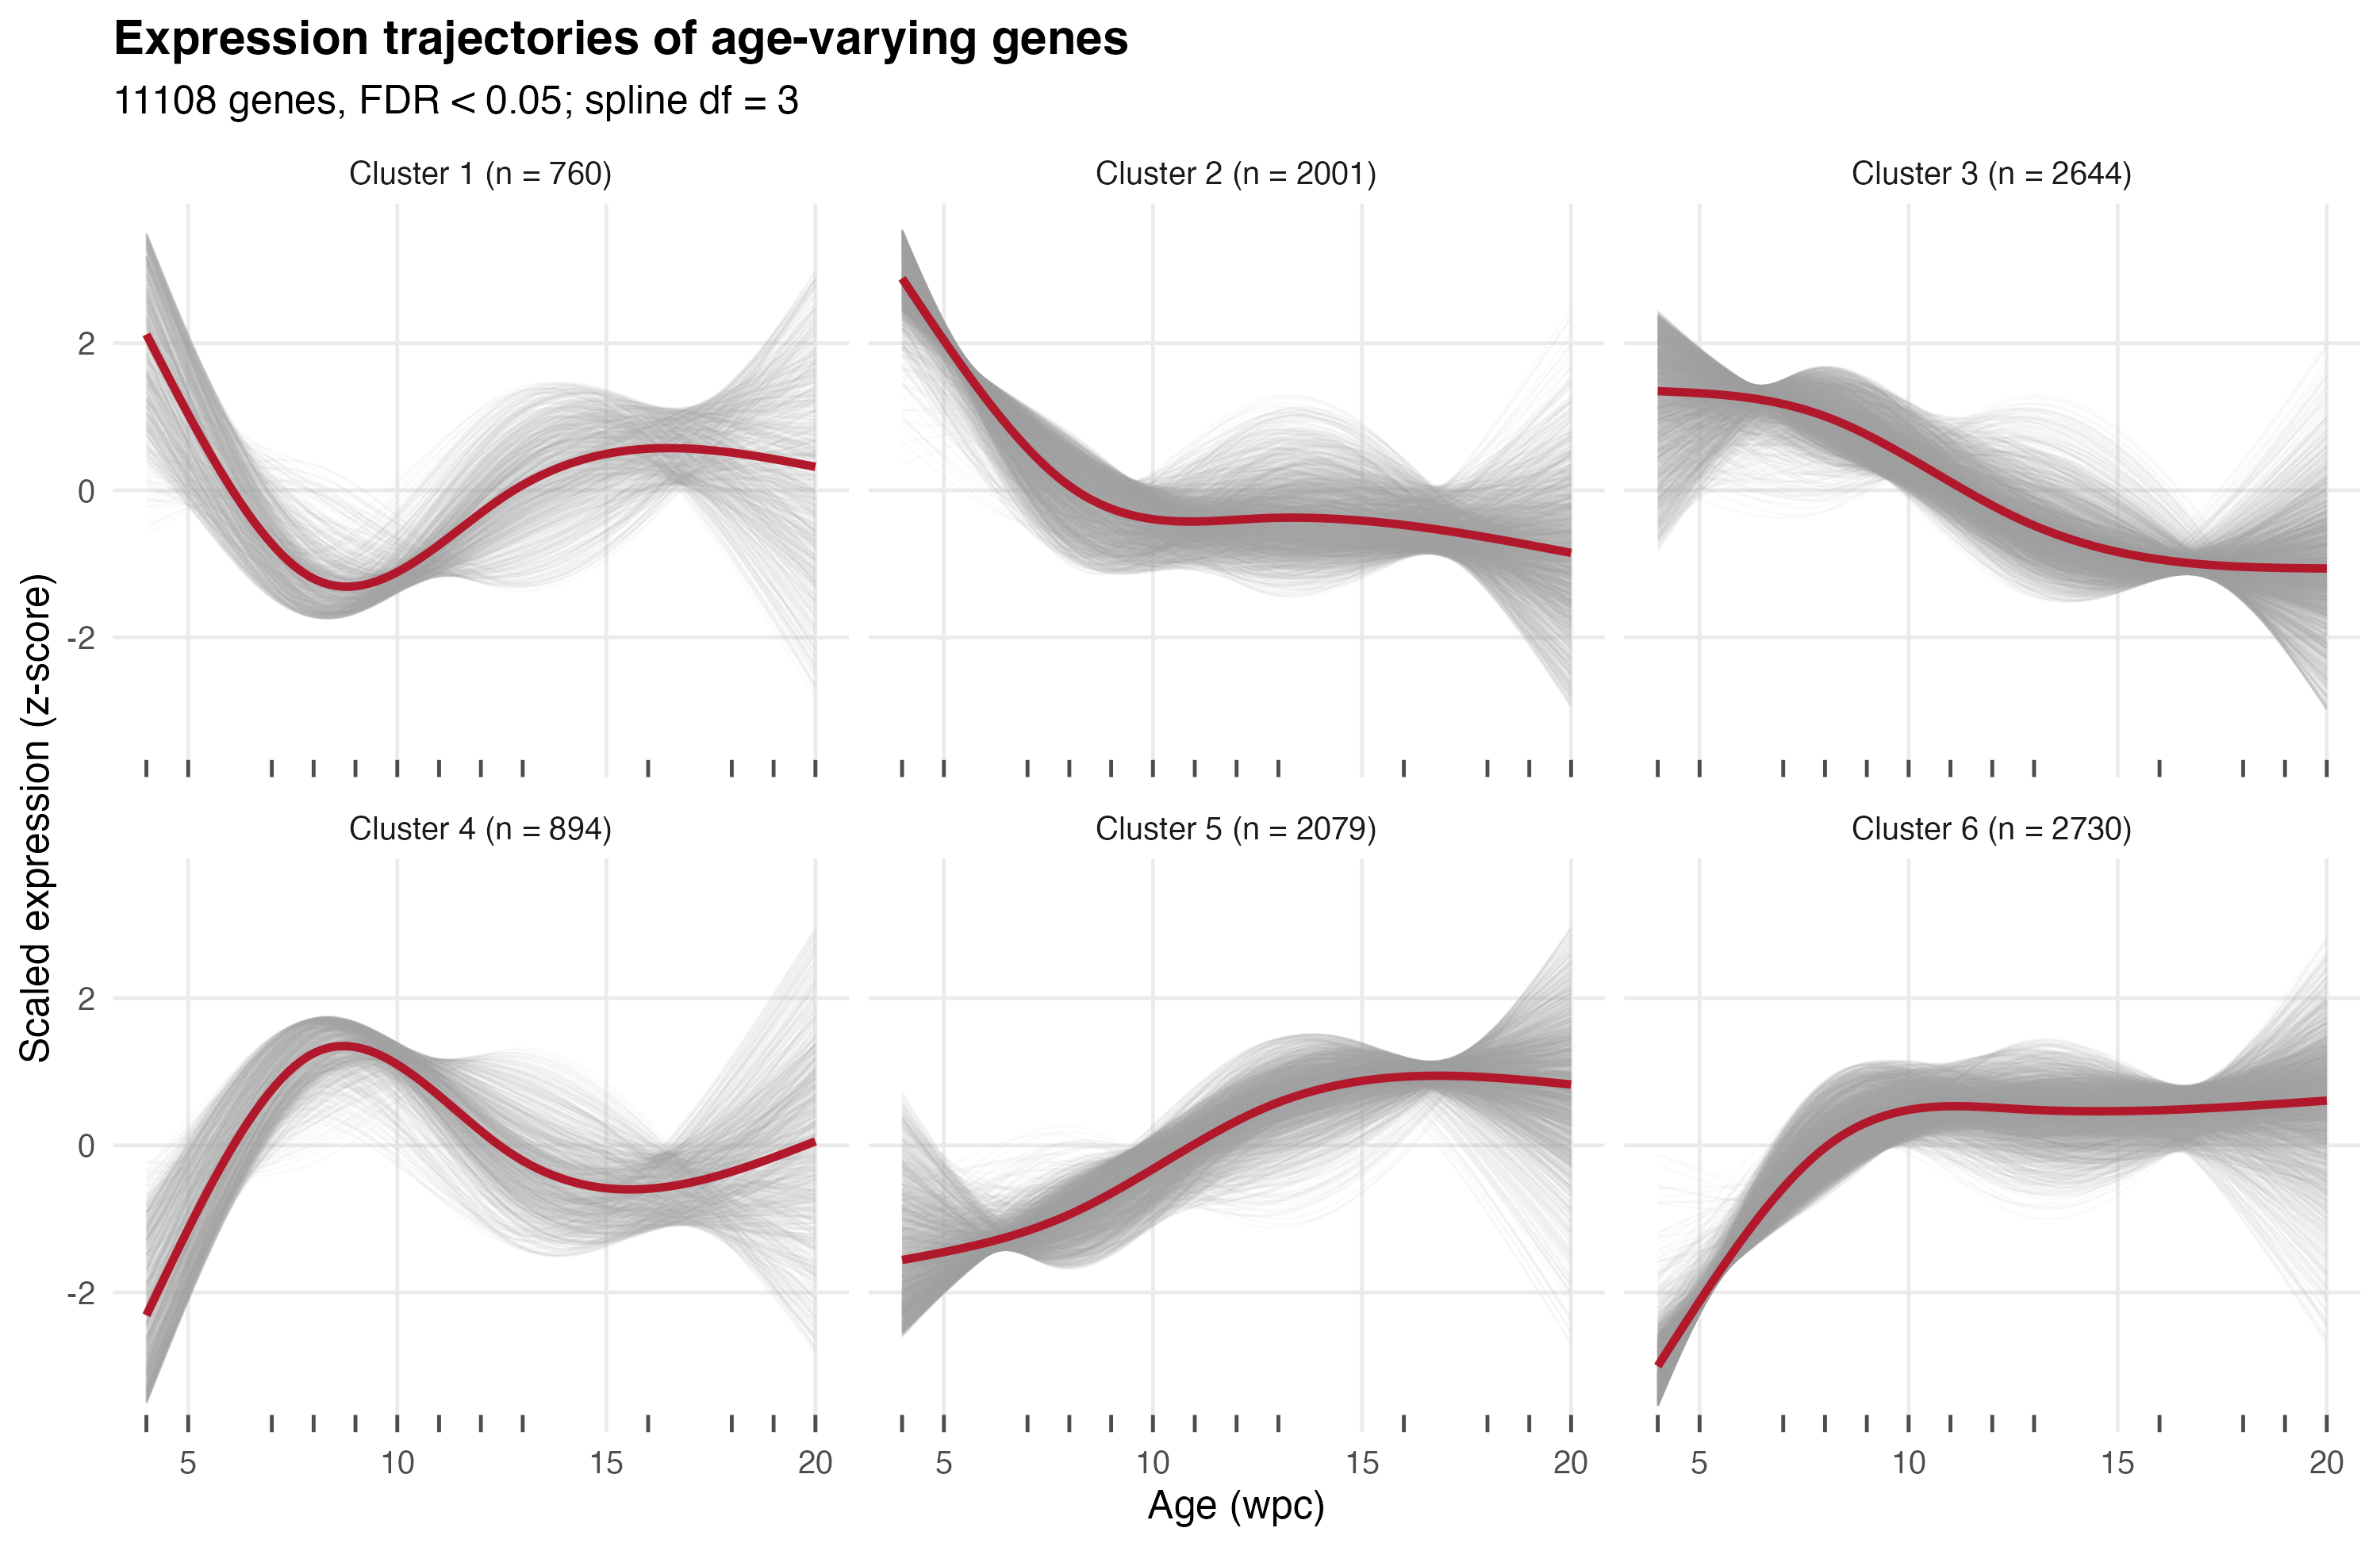 Expression trajectories of age-varying genes
11108 genes, FDR < 0.05; spline df = 3
Cluster 1 (n = 760)
Cluster 2 (n = 2001)
Cluster 3 (n = 2644)
2
0
-2
Scaled expression (z-score)
Cluster 4 (n = 894)
Cluster 5 (n = 2079)
Cluster 6 (n = 2730)
2
0
-2
5 10 15 20
5 10 15 20
5 10 15 20
Age (wpc)